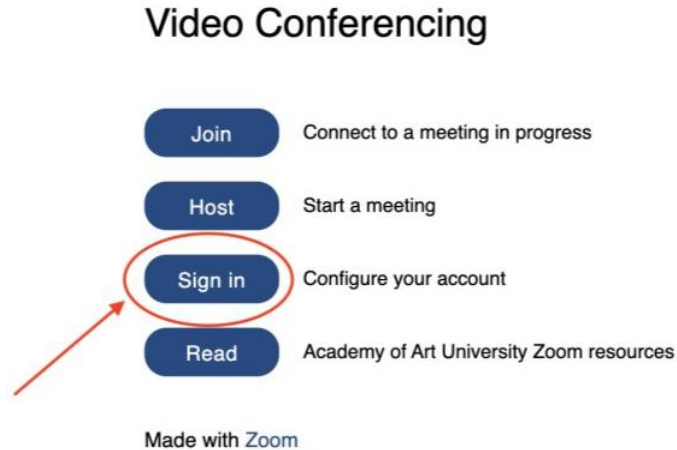 Video Conferencing
Join Connect to a meeting in progress
Host Start a meeting
Sign in Configure your account
Read Academy of Art University Zoom resources
Made with Zoom